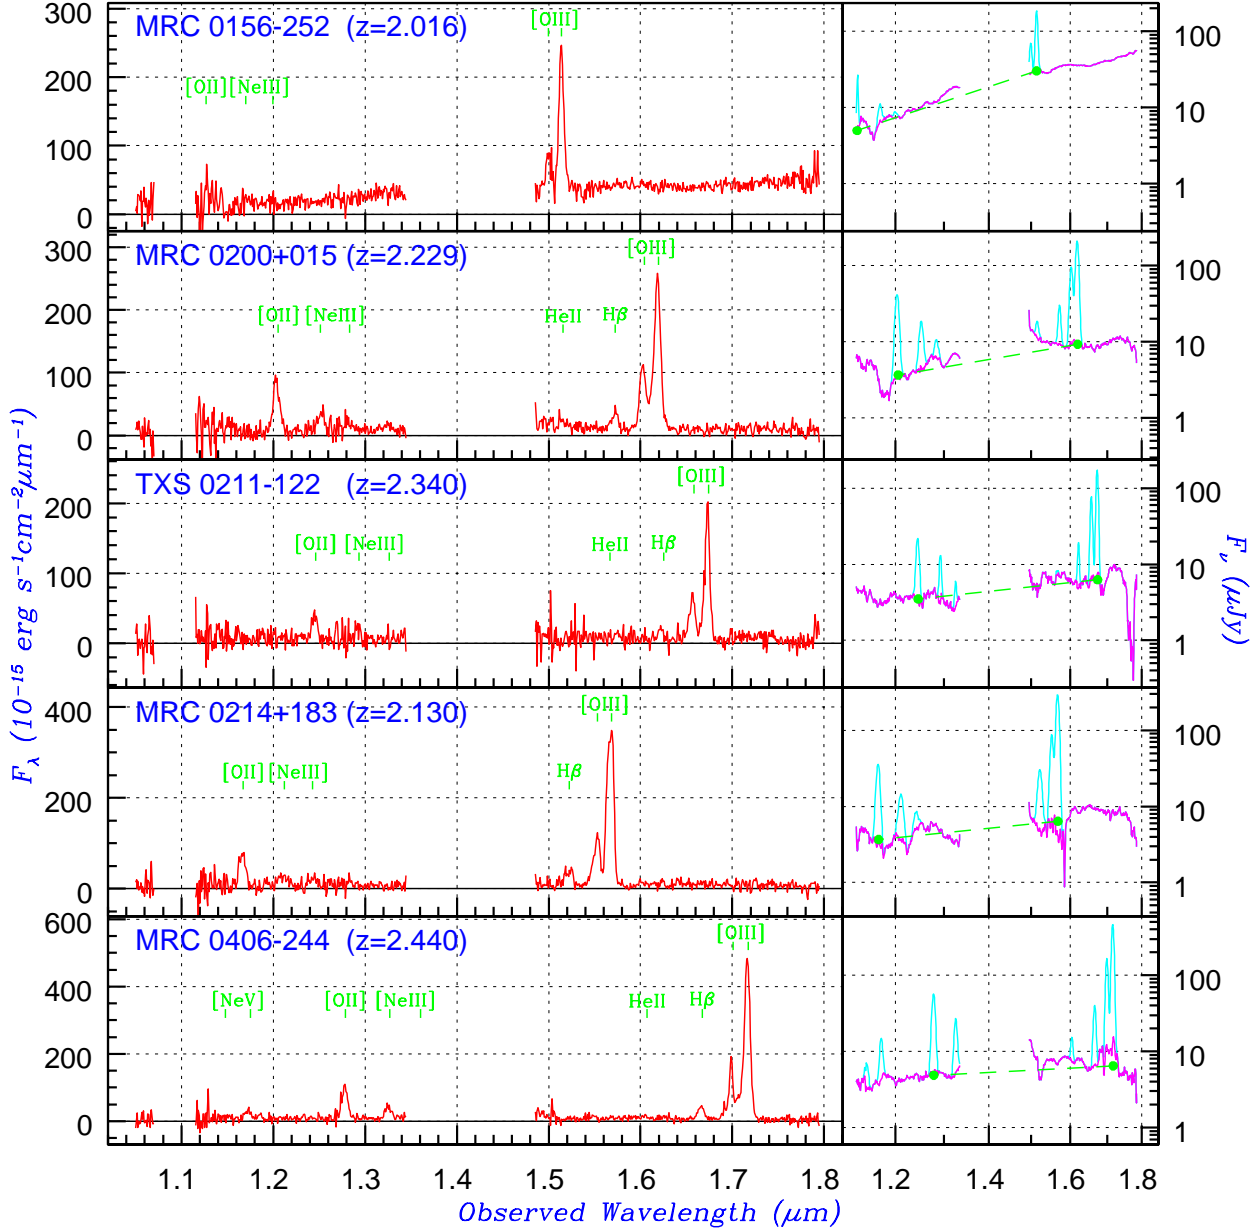 MRC 0156-252 (z=2.016)
[OIII]
[OII] [NeIII]
300
200
100
0
100
10
1
MRC 0200+015 (z=2.229)
[OIII]
[OII] [NeIII] HeII Hβ
300
200
100
0
100
10
1
TXS 0211-122 (z=2.340)
[OIII]
[OII] [NeIII] HeII Hβ
200
100
0
100
10
1
MRC 0214+183 (z=2.130)
[OIII]
[OII] [NeIII] Hβ
400
200
0
100
10
1
MRC 0406-244 (z=2.440)
[OIII]
[NeV] [OII] [NeIII] HeII Hβ
600
400
200
0
100
10
1
F_λ (10⁻¹⁵ erg s⁻¹cm⁻²μm⁻¹)
F_ν (μJy)
1.1 1.2 1.3 1.4 1.5 1.6 1.7 1.8 1.2 1.4 1.6 1.8
Observed Wavelength (μm)